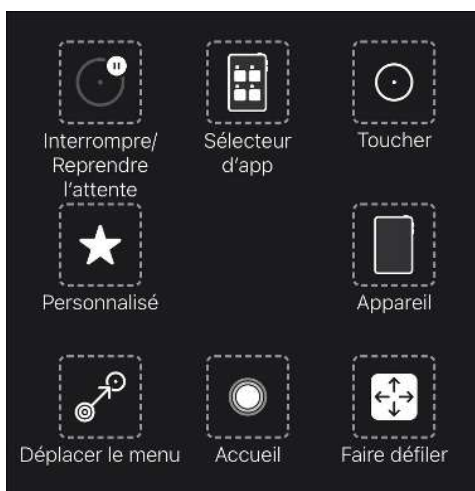 Interrompre/
Reprendre
l'attente
Sélecteur
d'app
Toucher
Personnalisé
Appareil
Déplacer le menu
Accueil
Faire défiler